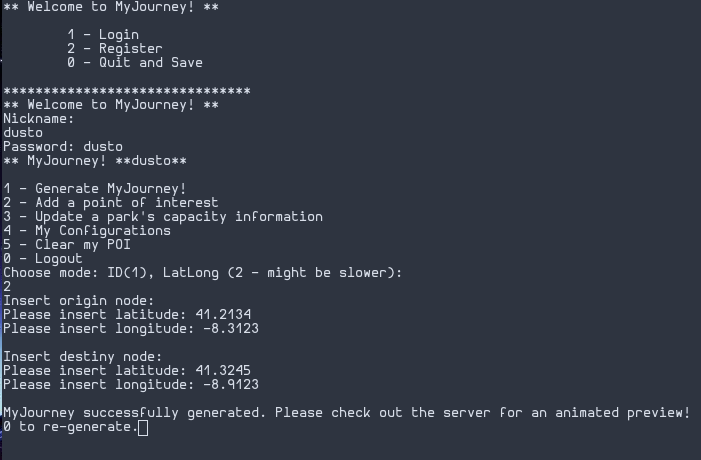 ** Welcome to MyJourney! **
1 - Login
2 - Register
0 - Quit and Save
*******************************
** Welcome to MyJourney! **
Nickname:
dusto
Password: dusto
** MyJourney! **dusto**
1 - Generate MyJourney!
2 - Add a point of interest
3 - Update a park's capacity information
4 - My Configurations
5 - Clear my POI
0 - Logout
Choose mode: ID(1), LatLong (2 - might be slower):
2
Insert origin node:
Please insert latitude: 41.2134
Please insert longitude: -8.3123
Insert destiny node:
Please insert latitude: 41.3245
Please insert longitude: -8.9123
MyJourney successfully generated. Please check out the server for an animated preview!
0 to re-generate.